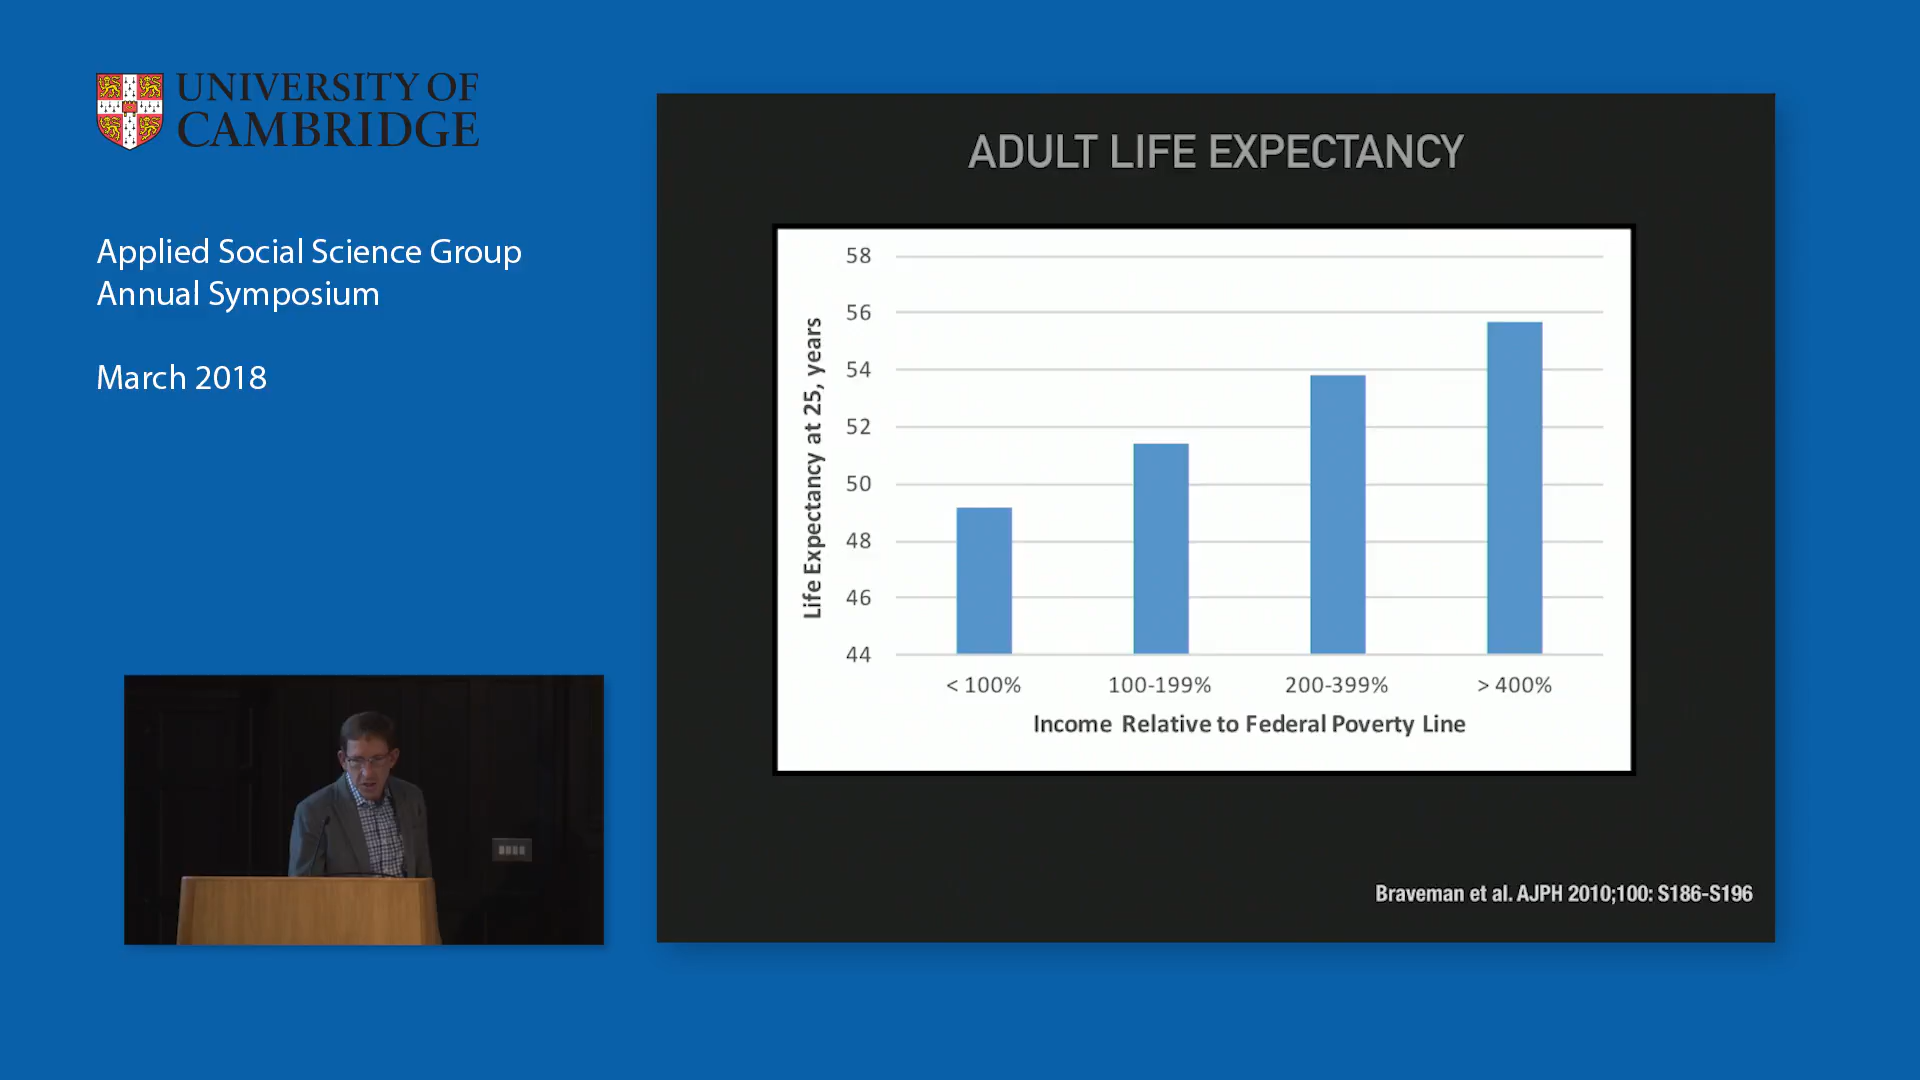 UNIVERSITY OF
CAMBRIDGE
Applied Social Science Group
Annual Symposium
March 2018
ADULT LIFE EXPECTANCY
Life Expectancy at 25, years
58
56
54
52
50
48
46
44
< 100%
100-199%
200-399%
> 400%
Income Relative to Federal Poverty Line
Braveman et al. AJPH 2010;100: S186-S196